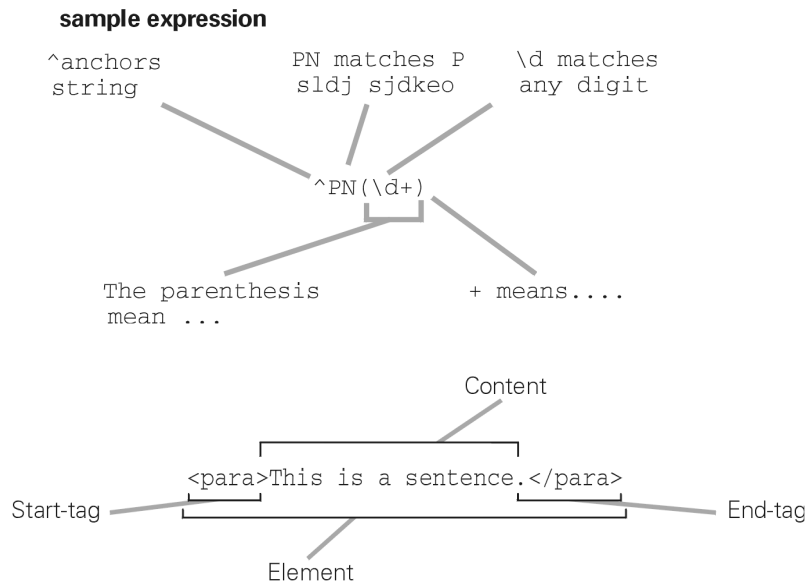 sample expression
^anchors
string
PN matches P
sldj sjdkeo
\d matches
any digit
^PN(\d+)
The parenthesis
mean ...
+ means....
Content
<para>This is a sentence.</para>
Start-tag
End-tag
Element